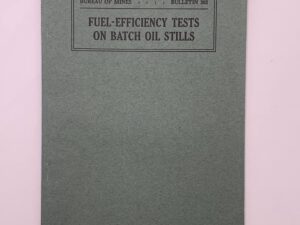 BUREAU OF MINES . . . . BULLETIN
FUEL-EFFICIENCY TESTS
ON BATCH OIL STILLS